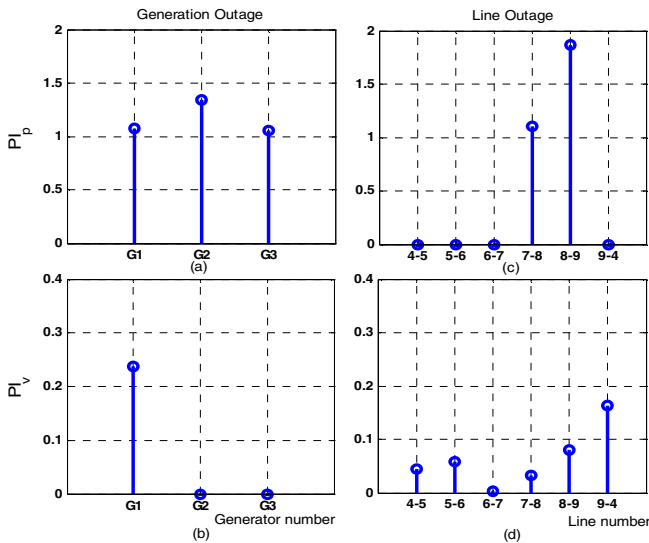 Generation Outage
Line Outage
2
1.5
1
0.5
0
PI_p
G1 G2 G3
(a)
2
1.5
1
0.5
0
4-5 5-6 6-7 7-8 8-9 9-4
(c)
0.4
0.3
0.2
0.1
0
PI_v
G1 G2 G3
Generator number
(b)
0.4
0.3
0.2
0.1
0
4-5 5-6 6-7 7-8 8-9 9-4
Line number
(d)